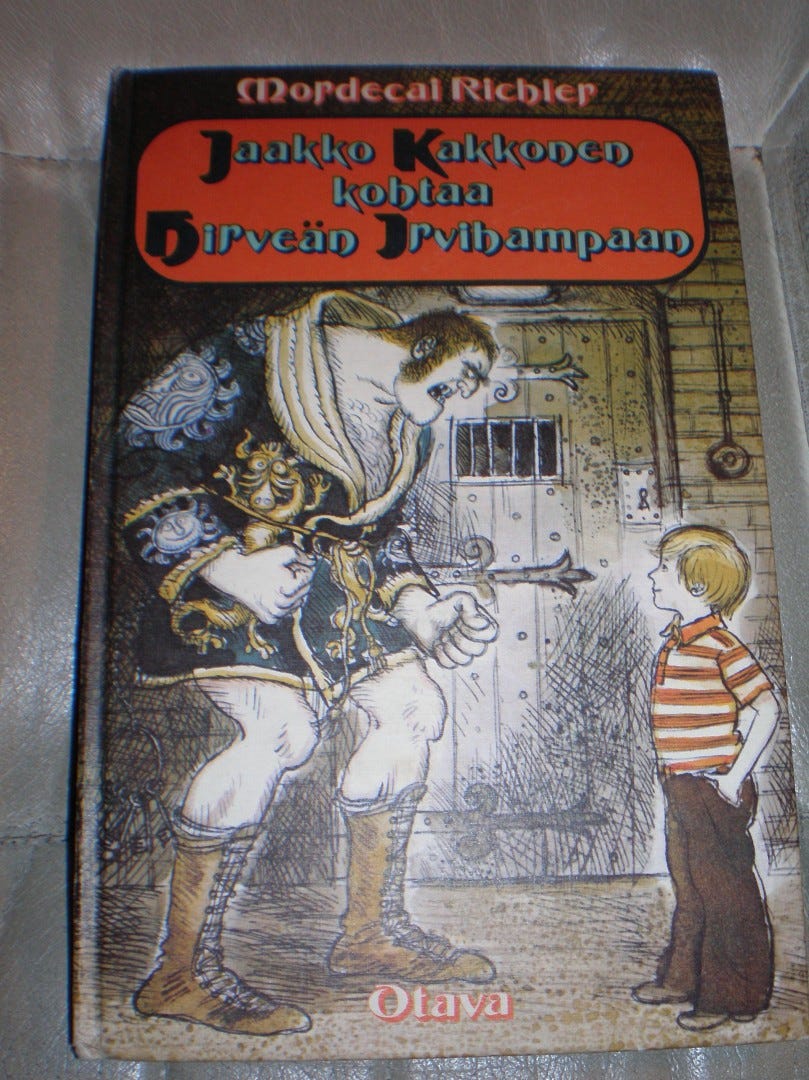 Mordecai Richler
Jaakko Kakkonen
kohtaa
Hirveän Irvihampaan
Otava